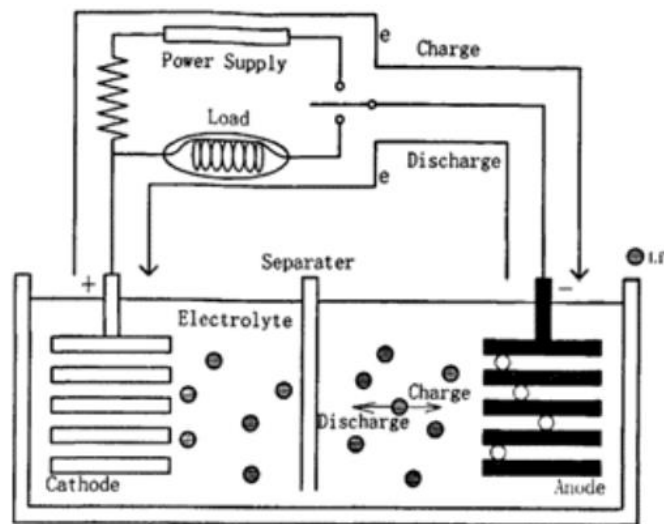 e
Charge
Power Supply
Load
Discharge
e
Separater
+
−
Electrolyte
Charge
Discharge
Cathode
Anode